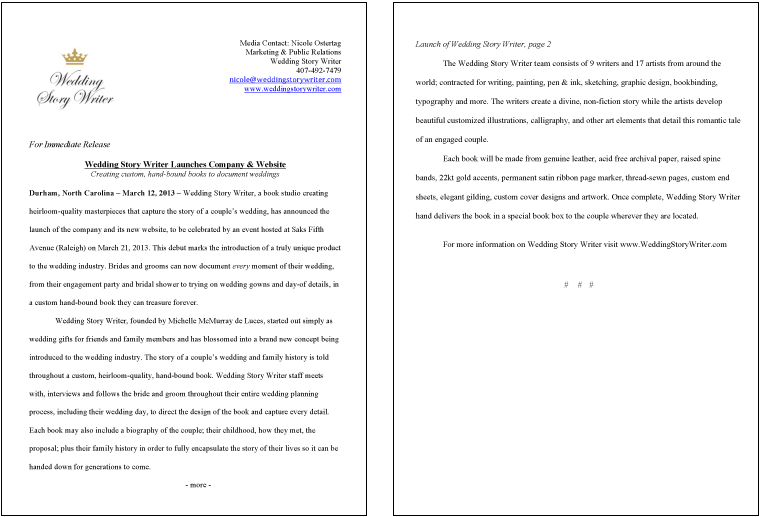 Wedding
Story Writer
Media Contact: Nicole Ostertag
Marketing & Public Relations
Wedding Story Writer
407-492-7479
nicole@weddingstorywriter.com
www.weddingstorywriter.com
For Immediate Release
Wedding Story Writer Launches Company & Website
Creating custom, hand-bound books to document weddings
Durham, North Carolina – March 12, 2013 – Wedding Story Writer, a book studio creating
heirloom-quality masterpieces that capture the story of a couple's wedding, has announced the
launch of the company and its new website, to be celebrated by an event hosted at Saks Fifth
Avenue (Raleigh) on March 21, 2013. This debut marks the introduction of a truly unique product
to the wedding industry. Brides and grooms can now document every moment of their wedding,
from their engagement party and bridal shower to trying on wedding gowns and day-of details, in
a custom hand-bound book they can treasure forever.
Wedding Story Writer, founded by Michelle McMurray de Luces, started out simply as
wedding gifts for friends and family members and has blossomed into a brand new concept being
introduced to the wedding industry. The story of a couple's wedding and family history is told
throughout a custom, heirloom-quality, hand-bound book. Wedding Story Writer staff meets
with, interviews and follows the bride and groom throughout their entire wedding planning
process, including their wedding day, to direct the design of the book and capture every detail.
Each book may also include a biography of the couple; their childhood, how they met, the
proposal; plus their family history in order to fully encapsulate the story of their lives so it can be
handed down for generations to come.
- more -
Launch of Wedding Story Writer, page 2
The Wedding Story Writer team consists of 9 writers and 17 artists from around the
world; contracted for writing, painting, pen & ink, sketching, graphic design, bookbinding,
typography and more. The writers create a divine, non-fiction story while the artists develop
beautiful customized illustrations, calligraphy, and other art elements that detail this romantic tale
of an engaged couple.
Each book will be made from genuine leather, acid free archival paper, raised spine
bands, 22kt gold accents, permanent satin ribbon page marker, thread-sewn pages, custom end
sheets, elegant gilding, custom cover designs and artwork. Once complete, Wedding Story Writer
hand delivers the book in a special book box to the couple wherever they are located.
For more information on Wedding Story Writer visit www.WeddingStoryWriter.com
# # #